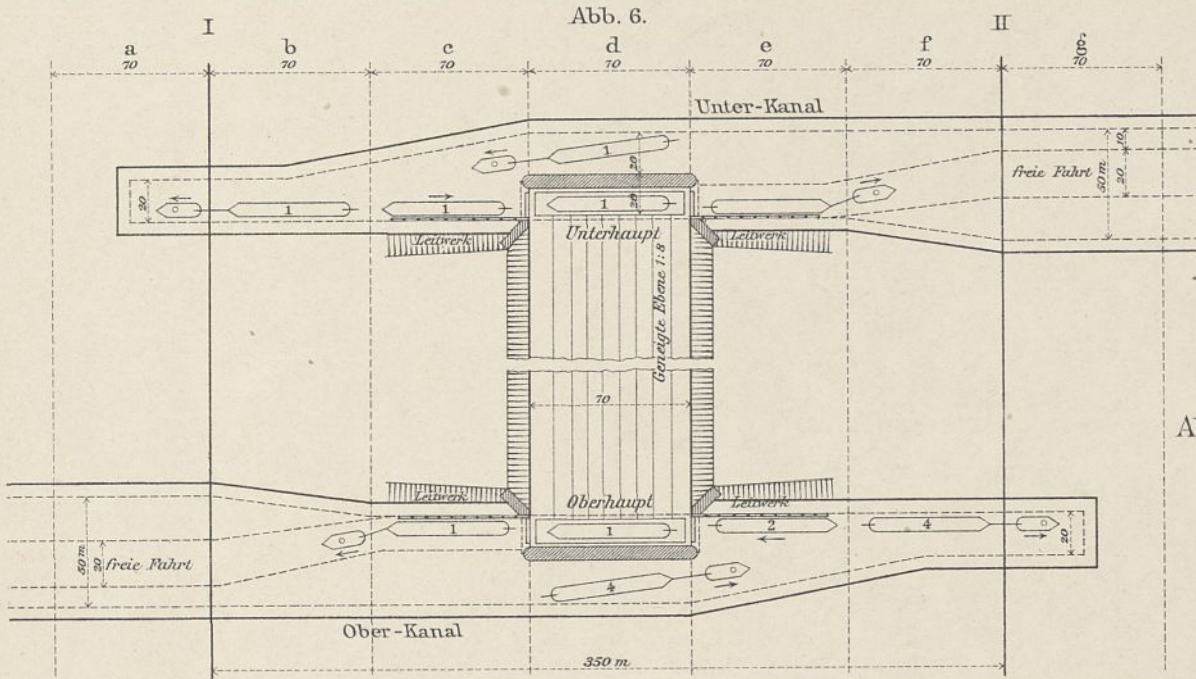 Abb. 6.
I II
a b c d e f g
70 70 70 70 70 70 70
Unter-Kanal
1
20
10
freie Fahrt
50 m
20
20
1 1 1
20
Leitwerk Unterhaupt Leitwerk
Geneigte Ebene 1:8
70
A
Leitwerk Oberhaupt Leitwerk
1 1 2 4
50 m
20
freie Fahrt
20
4
Ober-Kanal
350 m